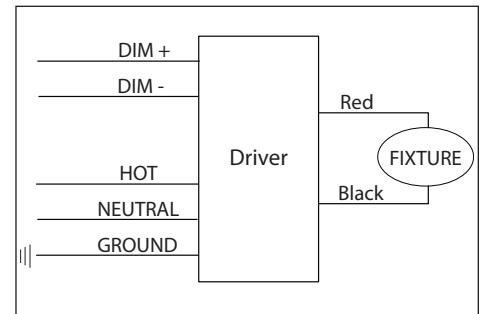 DIM +
DIM -
HOT
NEUTRAL
GROUND
Driver
Red
FIXTURE
Black